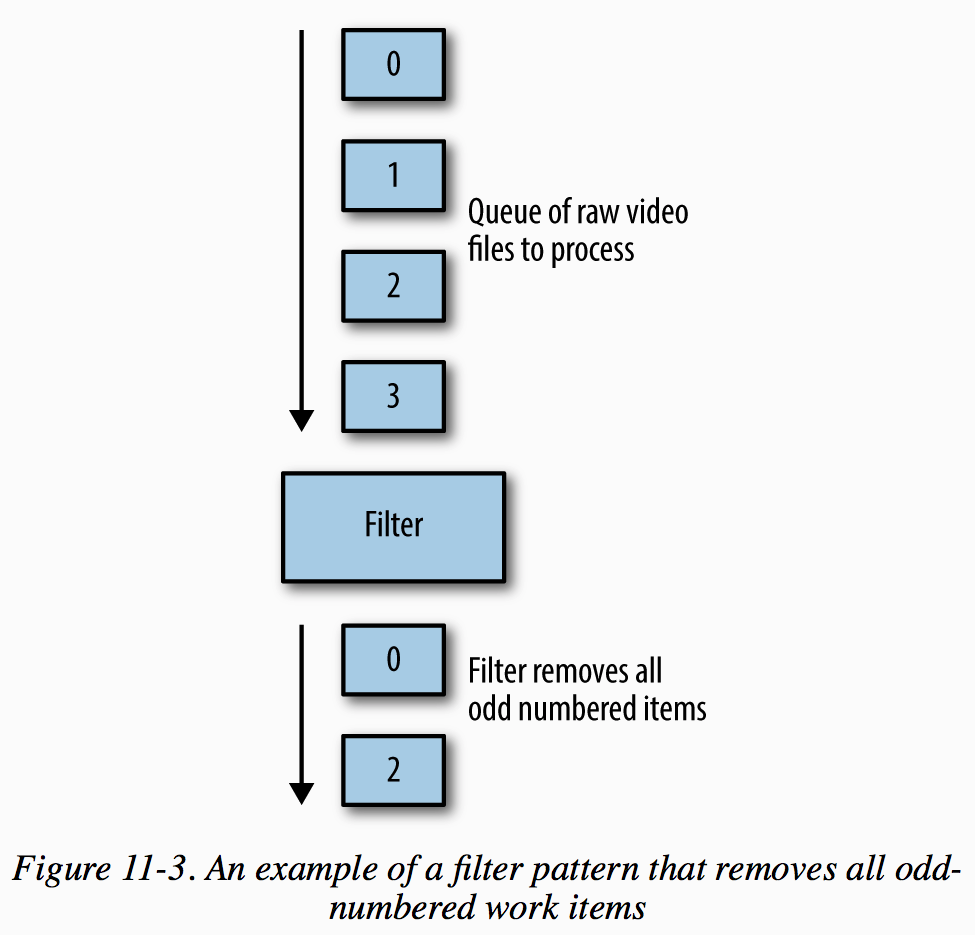 0
1
Queue of raw video
files to process
2
3
Filter
0
Filter removes all
odd numbered items
2
Figure 11-3. An example of a filter pattern that removes all odd-
numbered work items